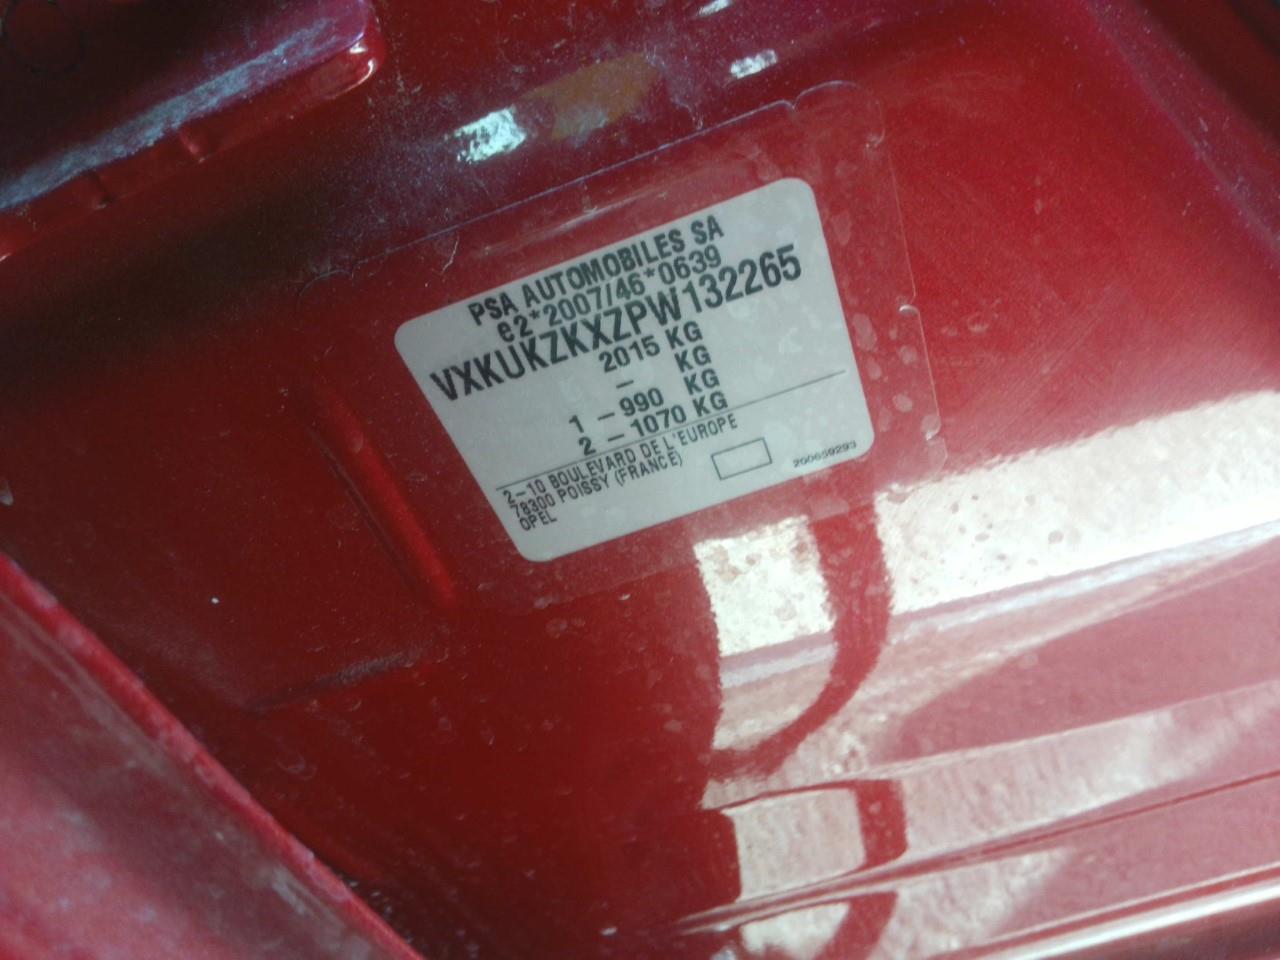 PSA AUTOMOBILES SA
e2*2007/46*0639
VXKUKZKXZPW132265
2015 KG
– KG
1 – 990 KG
2 – 1070 KG
2–10 BOULEVARD DE L'EUROPE
78300 POISSY (FRANCE)
OPEL
200659293